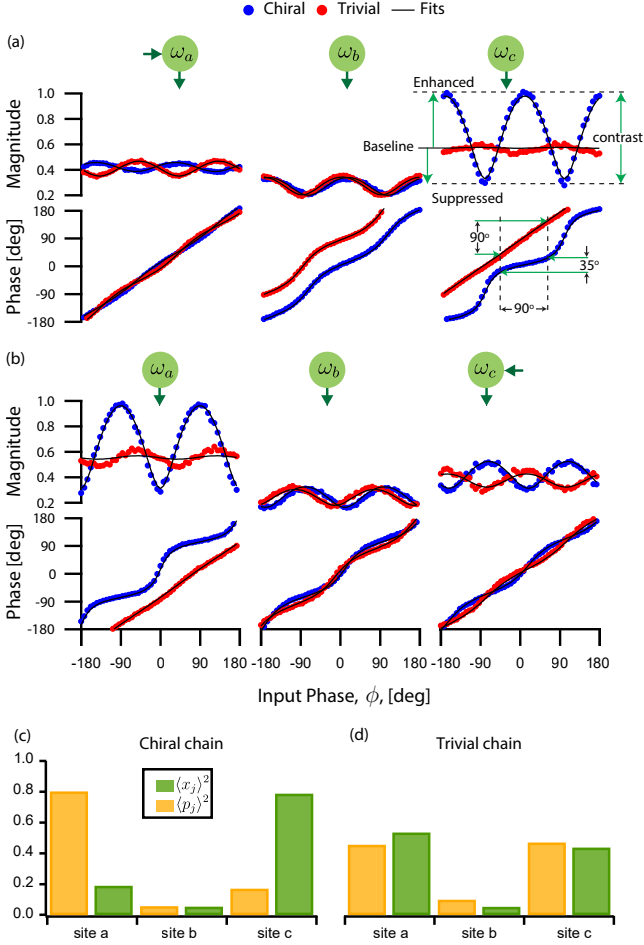 Chiral Trivial Fits
(a)
ωa ωb ωc
Magnitude
1.0
0.8
0.6
0.4
0.2
Enhanced
Baseline
contrast
Suppressed
Phase [deg]
180
90
0
-90
-180
90°
35°
90°
(b)
ωa ωb ωc
Magnitude
1.0
0.8
0.6
0.4
0.2
Phase [deg]
180
90
0
-90
-180
-180 -90 0 90 180 -180 -90 0 90 180 -180 -90 0 90 180
Input Phase, ϕ, [deg]
(c) Chiral chain (d) Trivial chain
1.0
0.8
0.6
0.4
0.2
0.0
⟨xj⟩²
⟨pj⟩²
site a site b site c site a site b site c